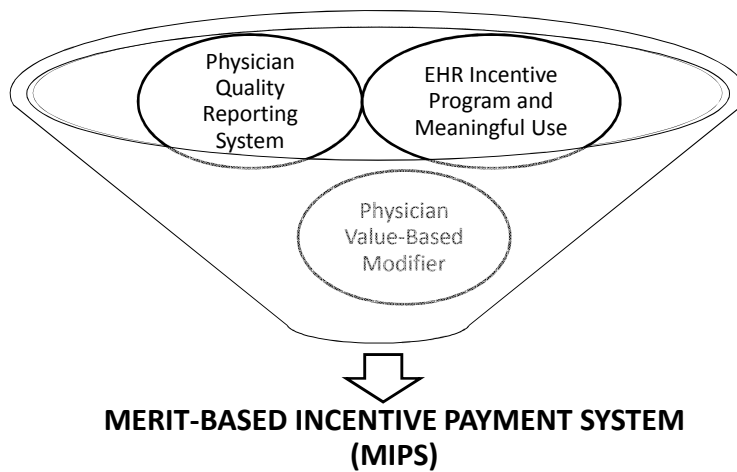 Physician
Quality
Reporting
System
EHR Incentive
Program and
Meaningful Use
Physician
Value-Based
Modifier
MERIT-BASED INCENTIVE PAYMENT SYSTEM
(MIPS)